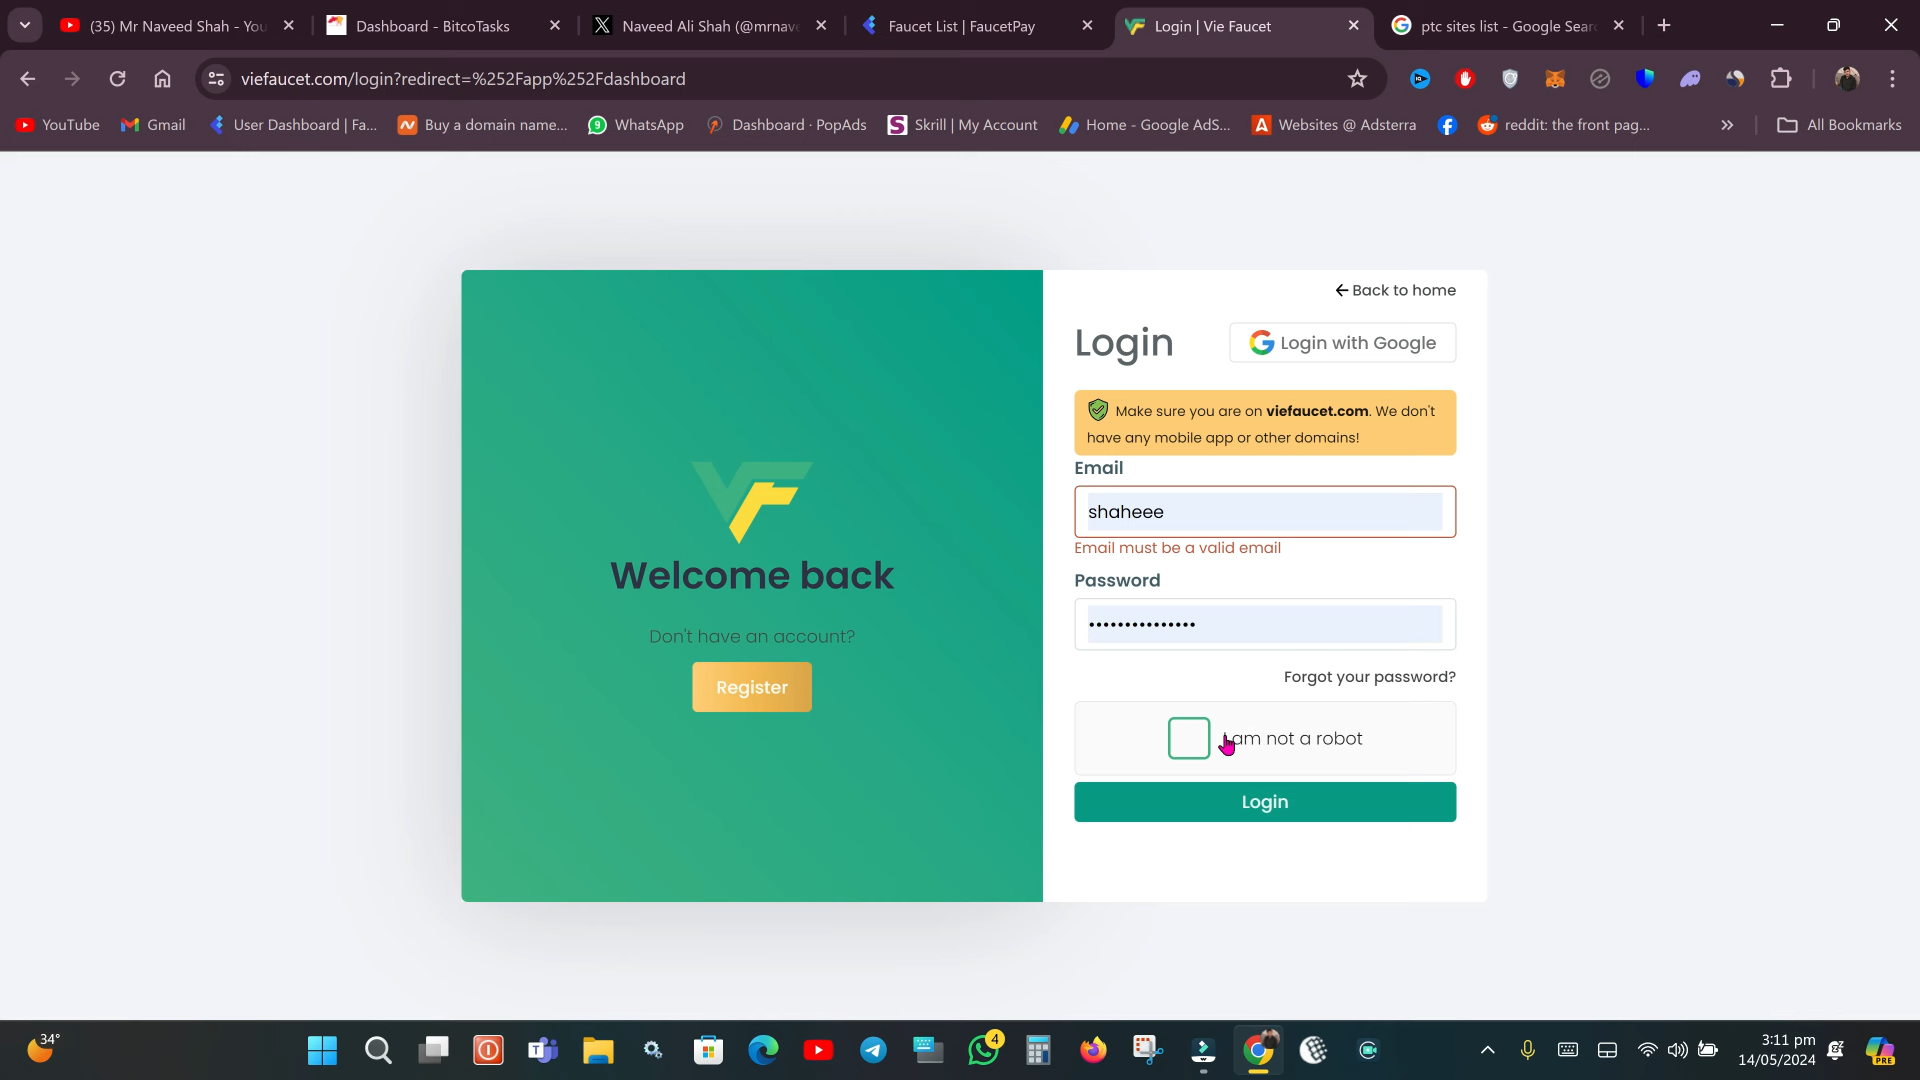 (35) Mr Naveed Shah - You
Dashboard - BitcoTasks
Naveed Ali Shah (@mrnave
Faucet List | FaucetPay
Login | Vie Faucet
ptc sites list - Google Sear
viefaucet.com/login?redirect=%252Fapp%252Fdashboard
YouTube
Gmail
User Dashboard | Fa...
Buy a domain name...
WhatsApp
Dashboard · PopAds
Skrill | My Account
Home - Google AdS...
Websites @ Adsterra
reddit: the front pag...
All Bookmarks
Back to home
Login
Login with Google
Make sure you are on viefaucet.com. We don't
have any mobile app or other domains!
Email
shaheee
Email must be a valid email
Password
Forgot your password?
I am not a robot
Login
Welcome back
Don't have an account?
Register
34°
4
3:11 pm
14/05/2024
PRE